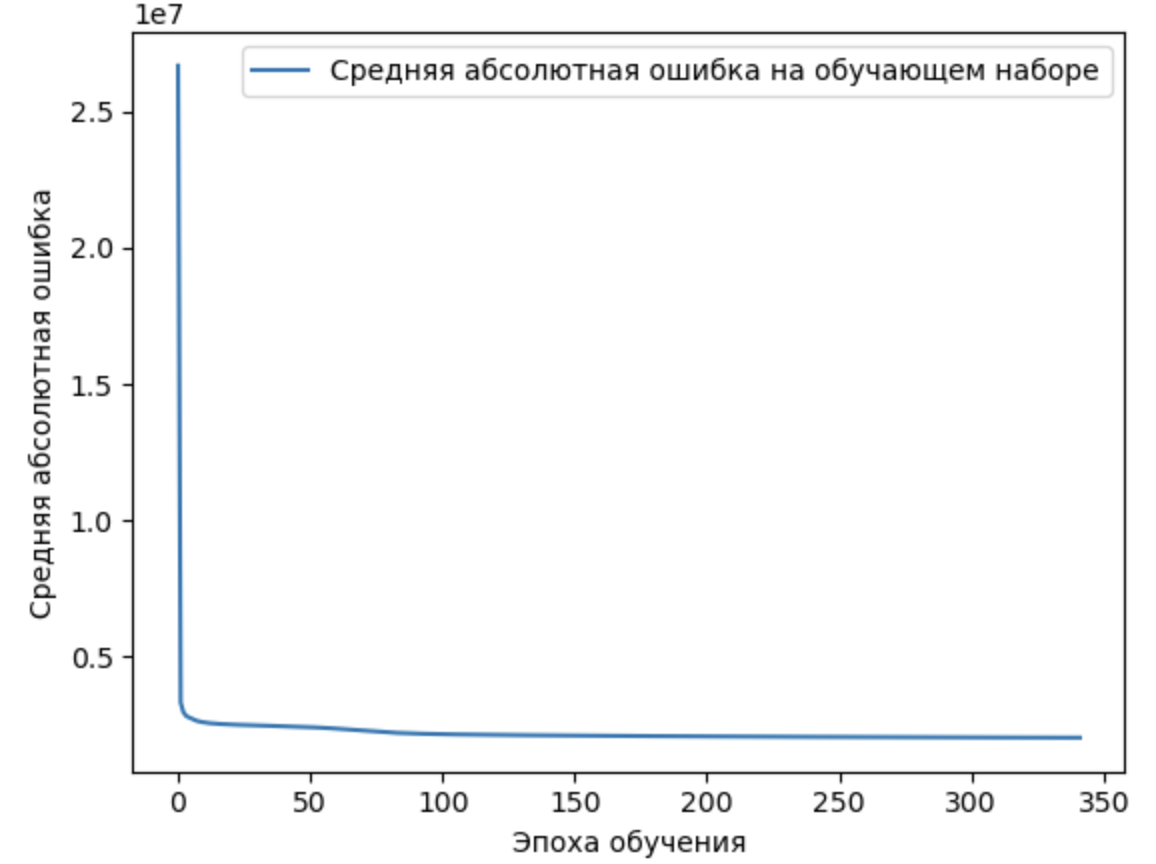 1e7
Средняя абсолютная ошибка на обучающем наборе
2.5
2.0
1.5
1.0
0.5
Средняя абсолютная ошибка
0 50 100 150 200 250 300 350
Эпоха обучения